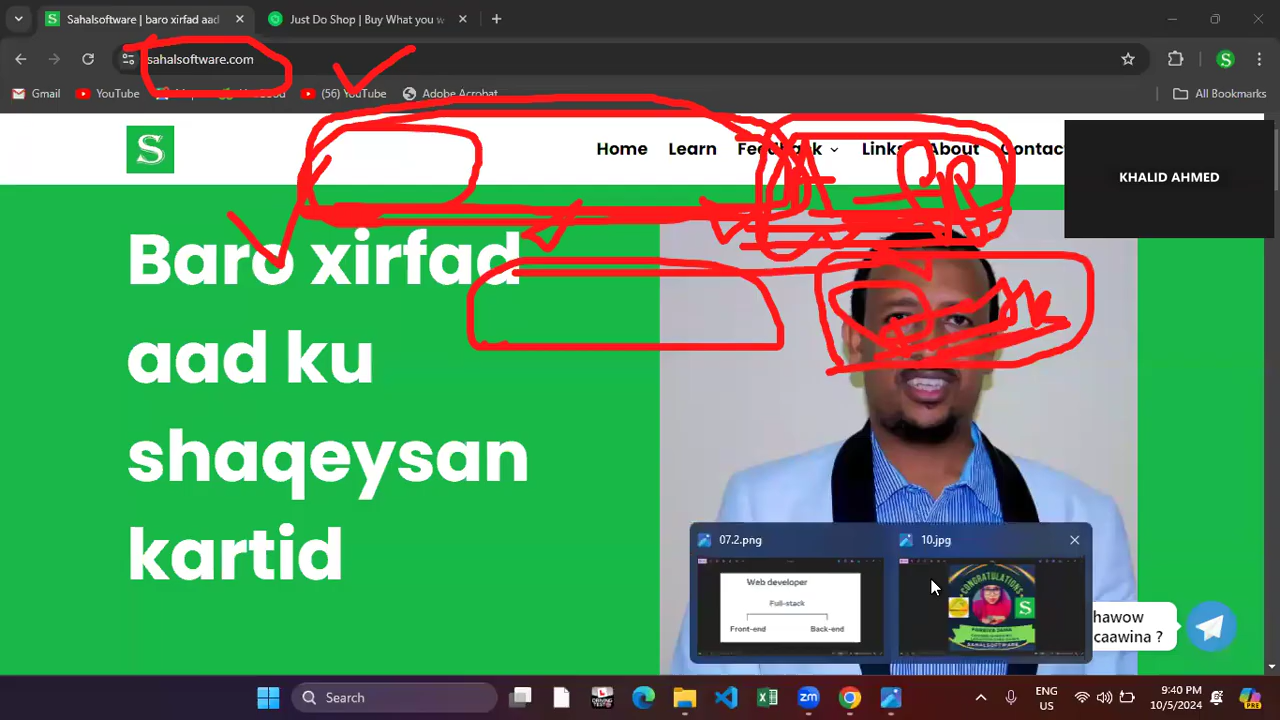 Sahalsoftware | baro xirfad aad
Just Do Shop | Buy What you w
sahalsoftware.com
Gmail
YouTube
(56) YouTube
Adobe Acrobat
All Bookmarks
S
Home
Learn
Feedback
Links
About
Contact
KHALID AHMED
Baro xirfad
aad ku
shaqeysan
kartid
07.2.png
10.jpg
Web developer
Full-stack
Front-end
Back-end
CONGRATULATIONS
SAHALSOFTWARE
hawow
caawina ?
Search
ENG
US
9:40 PM
10/5/2024